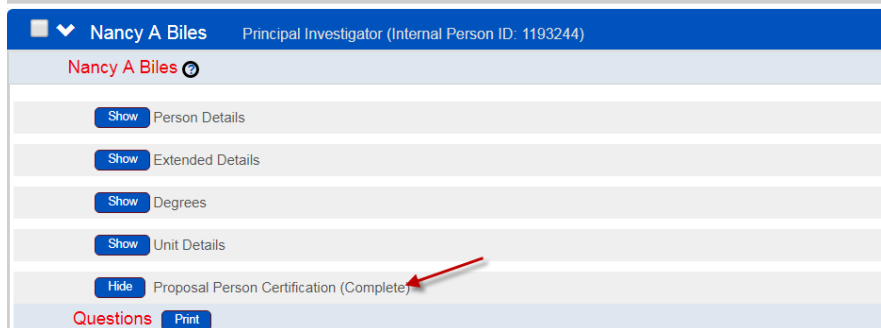 Nancy A Biles Principal Investigator (Internal Person ID: 1193244)
Nancy A Biles ?
Show Person Details
Show Extended Details
Show Degrees
Show Unit Details
Hide Proposal Person Certification (Complete)
Questions Print